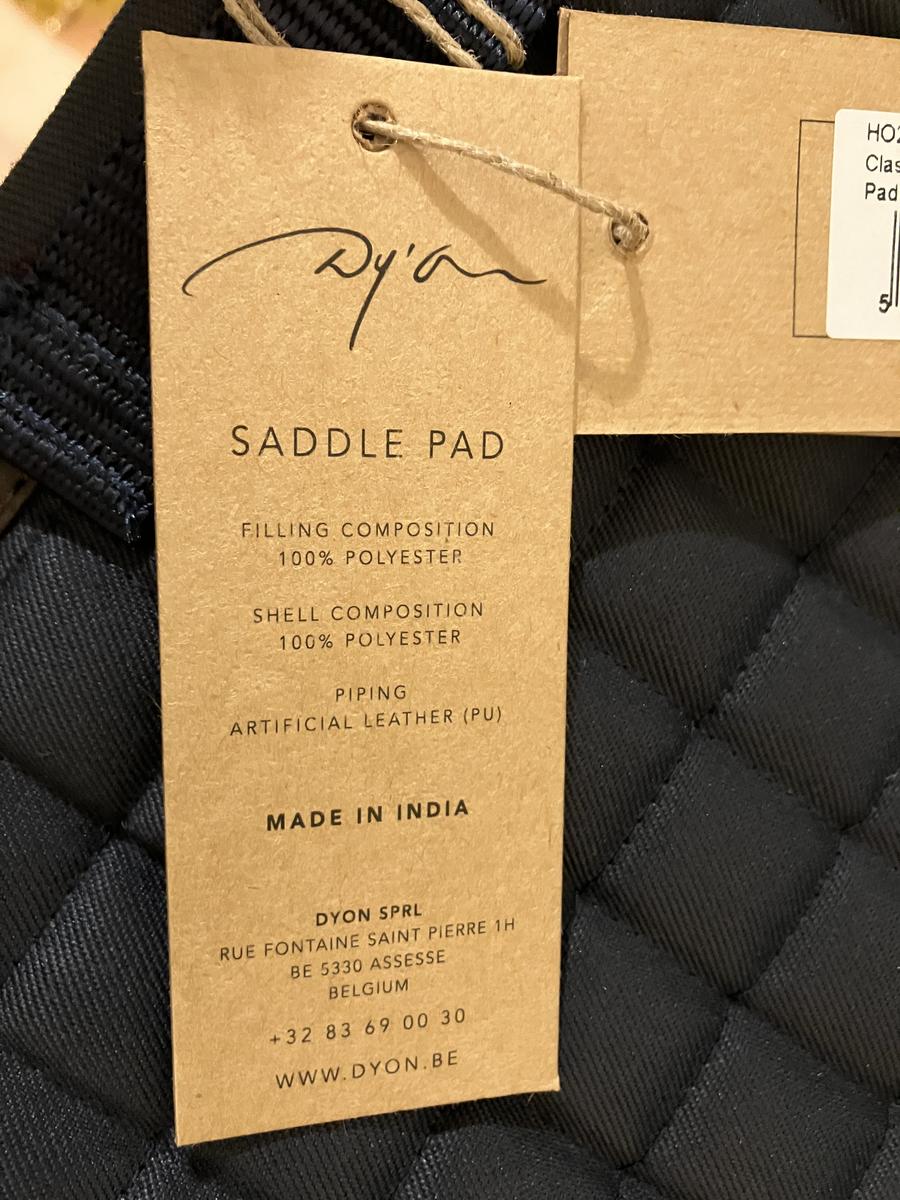 Dy'on
SADDLE PAD
FILLING COMPOSITION
100% POLYESTER
SHELL COMPOSITION
100% POLYESTER
PIPING
ARTIFICIAL LEATHER (PU)
MADE IN INDIA
DYON SPRL
RUE FONTAINE SAINT PIERRE 1H
BE 5330 ASSESSE
BELGIUM
+32 83 69 00 30
WWW.DYON.BE
Pad
5